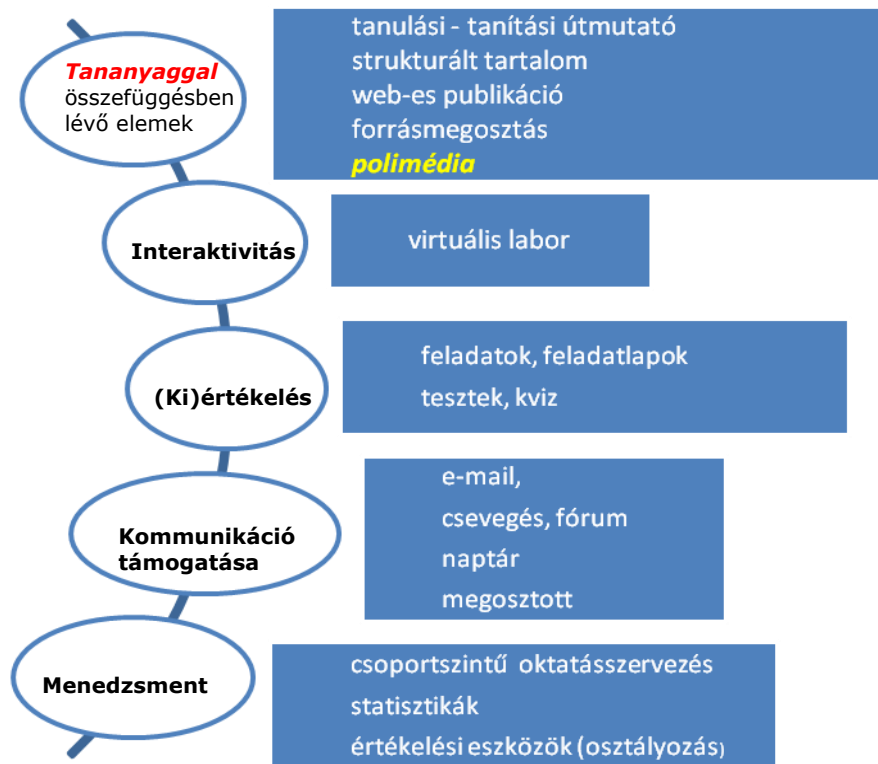 Tananyaggal
összefüggésben
lévő elemek
tanulási - tanítási útmutató
strukturált tartalom
web-es publikáció
forrásmegosztás
polimédia
Interaktivitás
virtuális labor
(Ki)értékelés
feladatok, feladatlapok
tesztek, kviz
Kommunikáció
támogatása
e-mail,
csevegés, fórum
naptár
megosztott
Menedzsment
csoportszintű oktatásszervezés
statisztikák
értékelési eszközök (osztályozás)